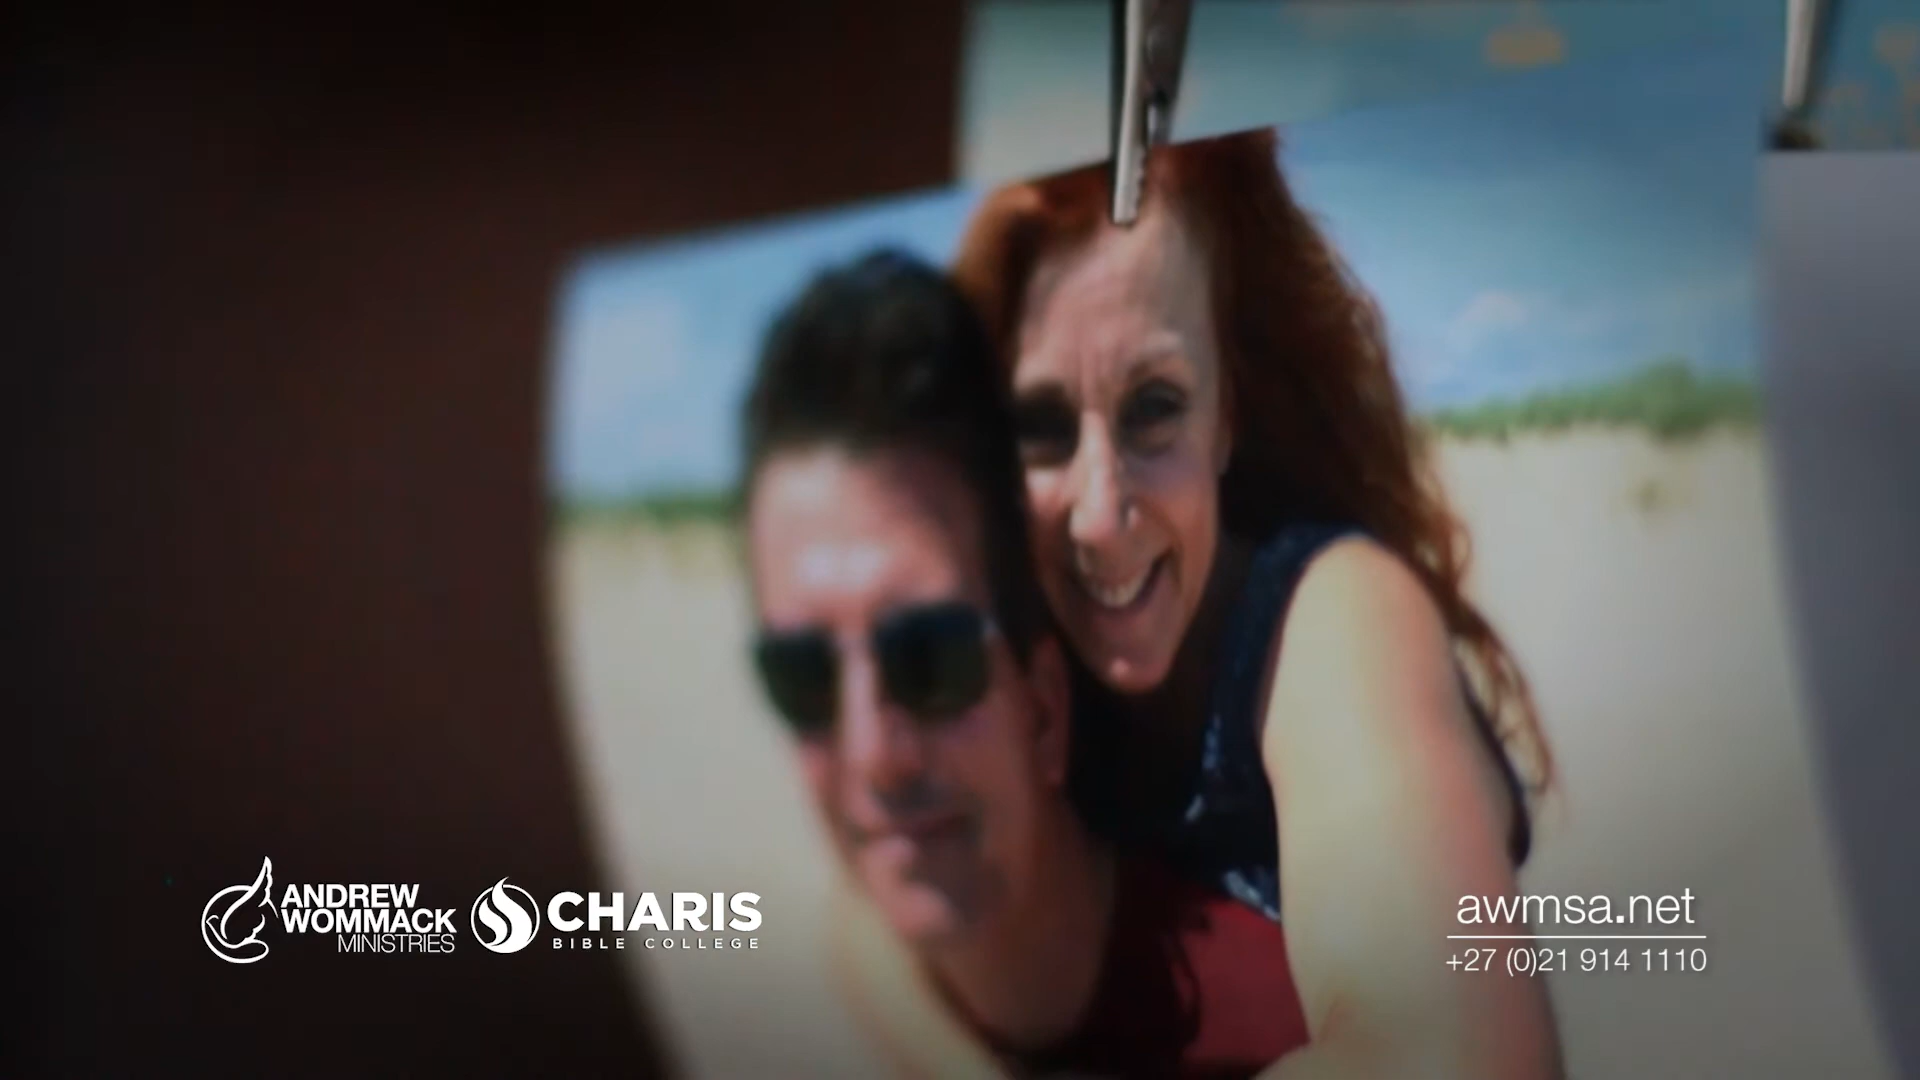 ANDREW
WOMMACK
MINISTRIES
CHARIS
BIBLE COLLEGE
awmsa.net
+27 (0)21 914 1110